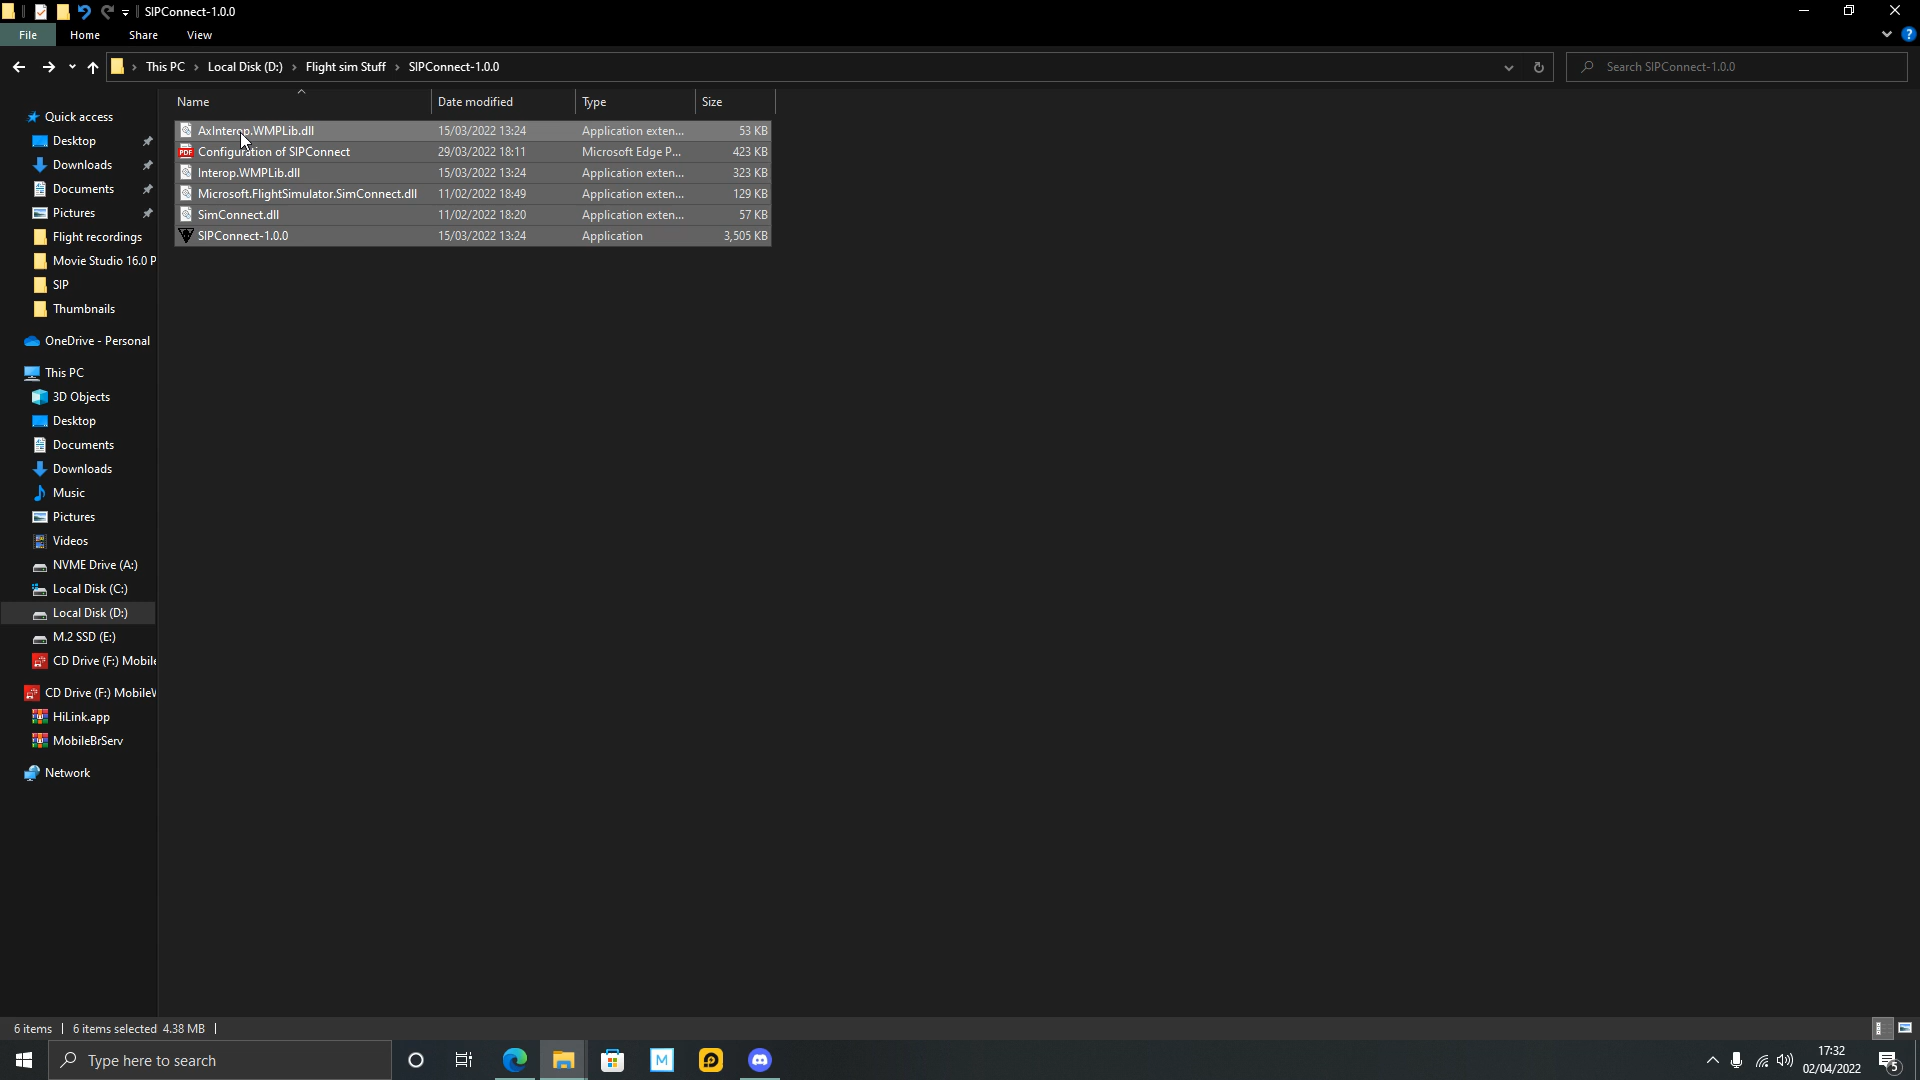 SIPConnect-1.0.0
File Home Share View
This PC Local Disk (D:) Flight sim Stuff SIPConnect-1.0.0
Search SIPConnect-1.0.0
Name Date modified Type Size
AxInterop.WMPLib.dll 15/03/2022 13:24 Application exten... 53 KB
Configuration of SIPConnect 29/03/2022 18:11 Microsoft Edge P... 423 KB
Interop.WMPLib.dll 15/03/2022 13:24 Application exten... 323 KB
Microsoft.FlightSimulator.SimConnect.dll 11/02/2022 18:49 Application exten... 129 KB
SimConnect.dll 11/02/2022 18:20 Application exten... 57 KB
SIPConnect-1.0.0 15/03/2022 13:24 Application 3,505 KB
Quick access
Desktop
Downloads
Documents
Pictures
Flight recordings
Movie Studio 16.0 P
SIP
Thumbnails
OneDrive - Personal
This PC
3D Objects
Desktop
Documents
Downloads
Music
Pictures
Videos
NVME Drive (A:)
Local Disk (C:)
Local Disk (D:)
M.2 SSD (E:)
CD Drive (F:) Mobile
CD Drive (F:) MobileW
HiLink.app
MobileBrServ
Network
6 items 6 items selected 4.38 MB
Type here to search
M
17:32
02/04/2022
5